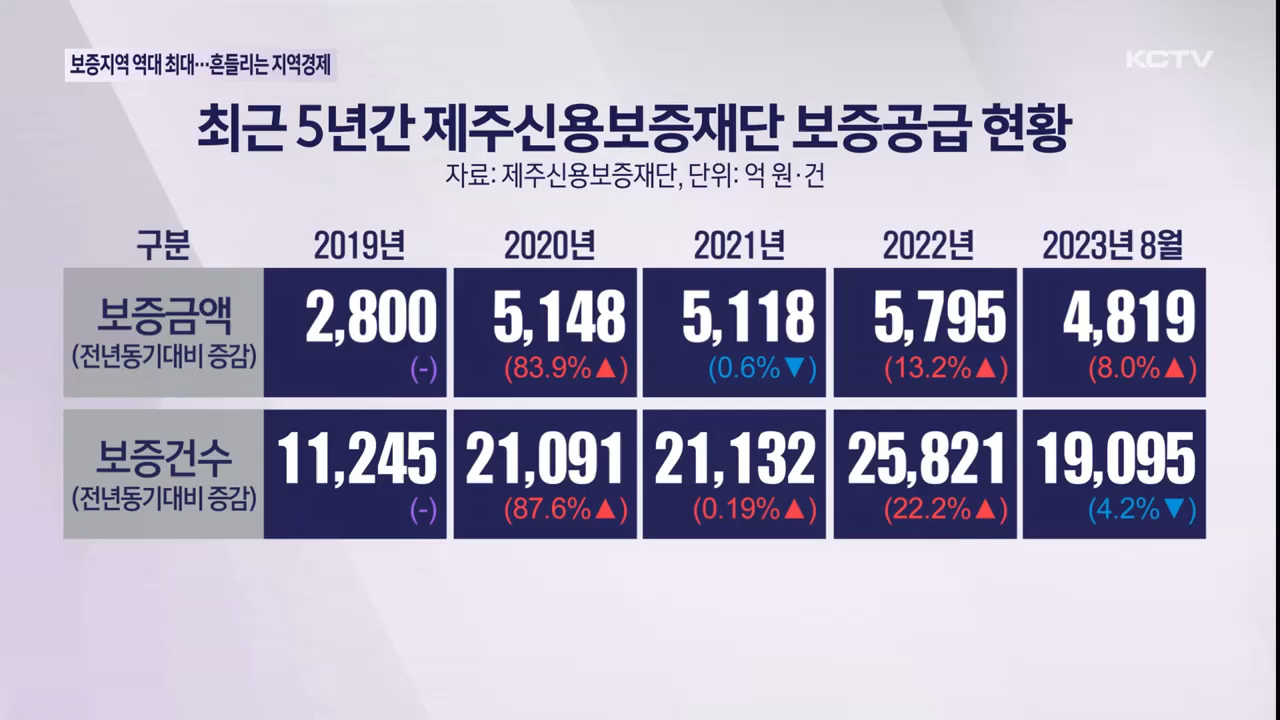 보증지역 역대 최대…흔들리는 지역경제
KCTV
최근 5년간 제주신용보증재단 보증공급 현황
자료: 제주신용보증재단, 단위: 억 원·건
구분 2019년 2020년 2021년 2022년 2023년 8월
보증금액 2,800 5,148 5,118 5,795 4,819
(전년동기대비 증감) (-) (83.9%▲) (0.6%▼) (13.2%▲) (8.0%▲)
보증건수 11,245 21,091 21,132 25,821 19,095
(전년동기대비 증감) (-) (87.6%▲) (0.19%▲) (22.2%▲) (4.2%▼)